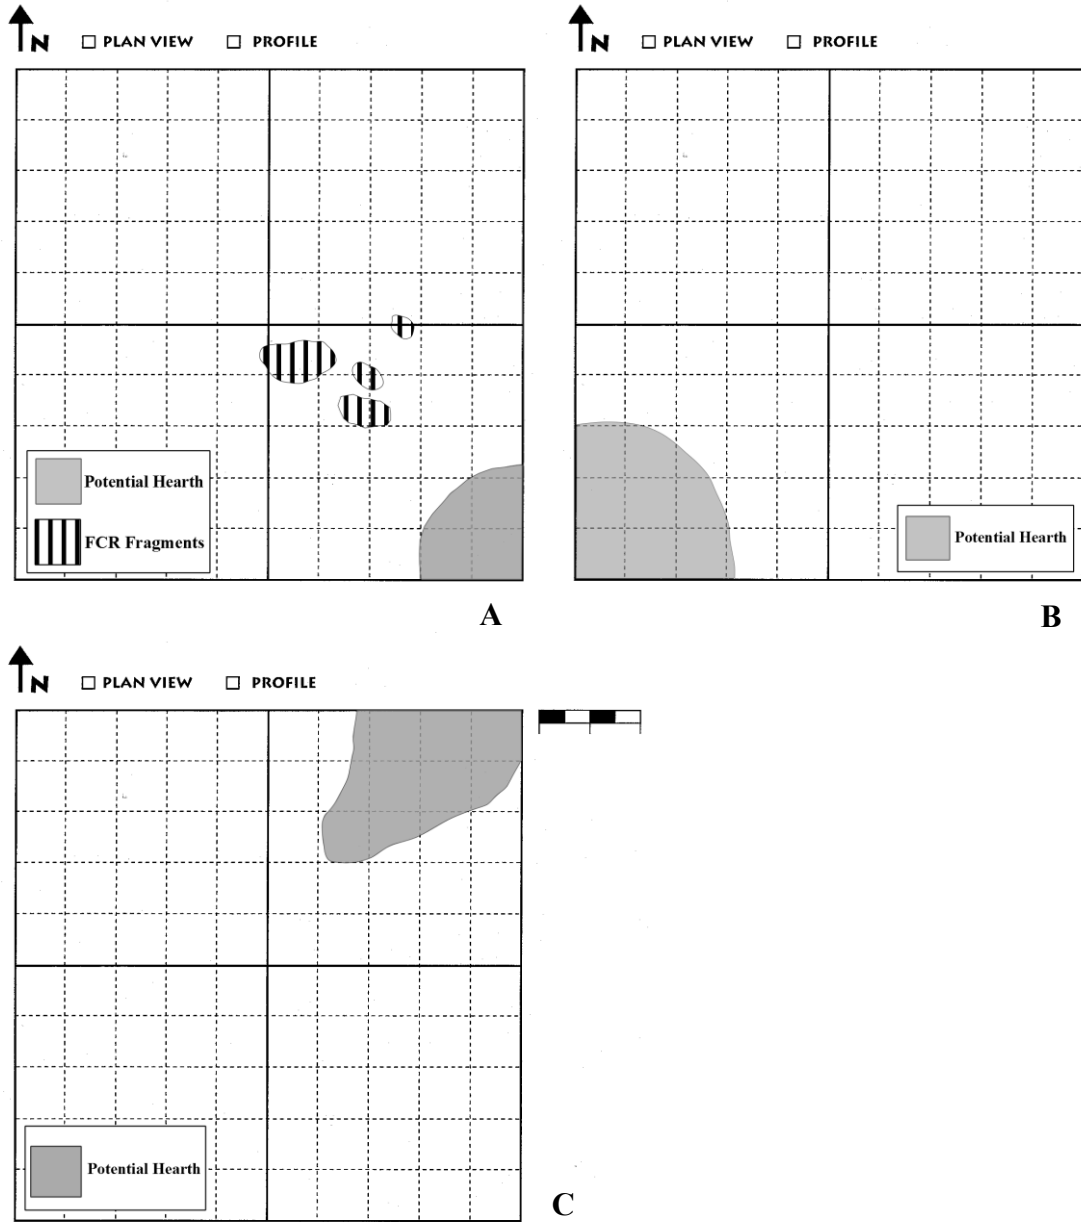 N
PLAN VIEW
PROFILE
Potential Hearth
FCR Fragments
A
N
PLAN VIEW
PROFILE
Potential Hearth
B
N
PLAN VIEW
PROFILE
Potential Hearth
C